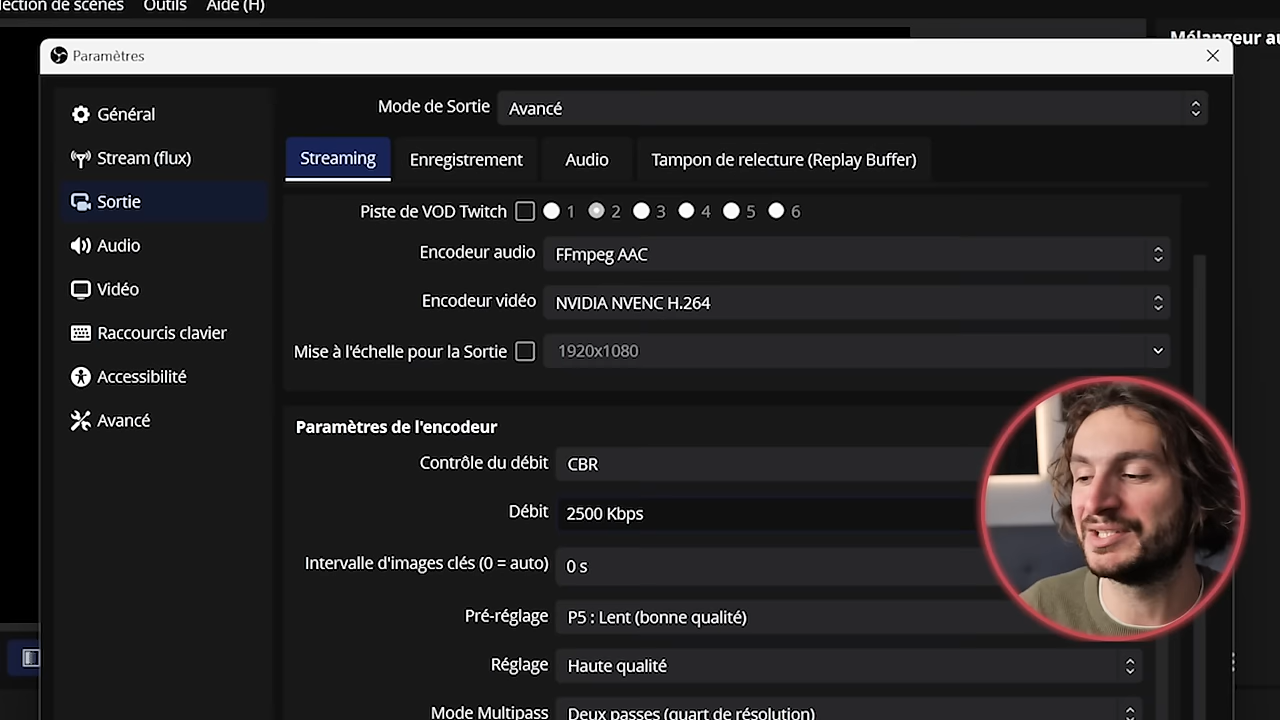 lection de scènes Outils Aide (H)
Mélangeur au
Paramètres
Général
Stream (flux)
Sortie
Audio
Vidéo
Raccourcis clavier
Accessibilité
Avancé
Mode de Sortie Avancé
Streaming Enregistrement Audio Tampon de relecture (Replay Buffer)
Piste de VOD Twitch 1 2 3 4 5 6
Encodeur audio FFmpeg AAC
Encodeur vidéo NVIDIA NVENC H.264
Mise à l'échelle pour la Sortie 1920x1080
Paramètres de l'encodeur
Contrôle du débit CBR
Débit 2500 Kbps
Intervalle d'images clés (0 = auto) 0 s
Pré-réglage P5 : Lent (bonne qualité)
Réglage Haute qualité
Mode Multipass Deux passes (quart de résolution)